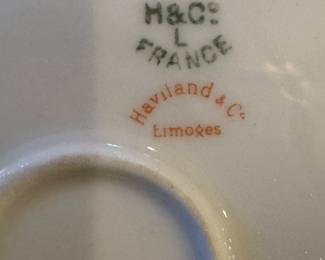 H&Cº
L
FRANCE
Haviland & Cº
Limoges